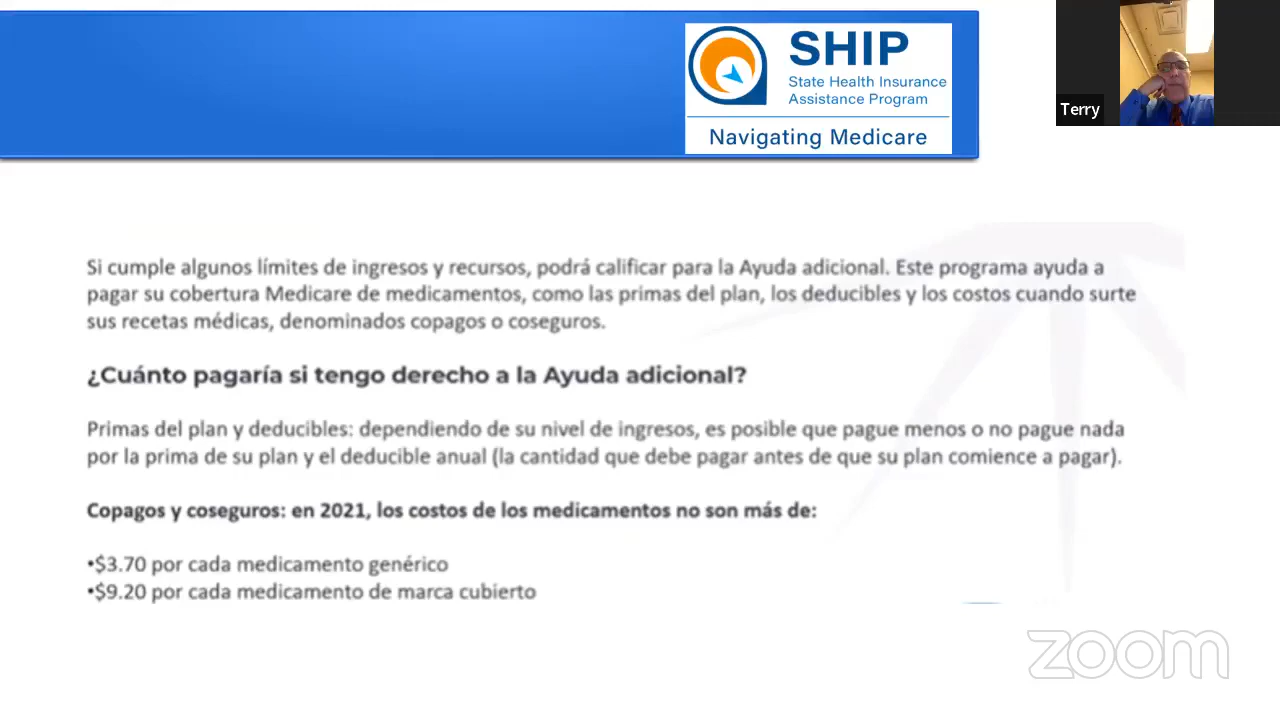 SHIP
State Health Insurance
Assistance Program
Navigating Medicare
Terry
Si cumple algunos límites de ingresos y recursos, podrá calificar para la Ayuda adicional. Este programa ayuda a
pagar su cobertura Medicare de medicamentos, como las primas del plan, los deducibles y los costos cuando surte
sus recetas médicas, denominados copagos o coseguros.
¿Cuánto pagaría si tengo derecho a la Ayuda adicional?
Primas del plan y deducibles: dependiendo de su nivel de ingresos, es posible que pague menos o no pague nada
por la prima de su plan y el deducible anual (la cantidad que debe pagar antes de que su plan comience a pagar).
Copagos y coseguros: en 2021, los costos de los medicamentos no son más de:
•$3.70 por cada medicamento genérico
•$9.20 por cada medicamento de marca cubierto
zoom